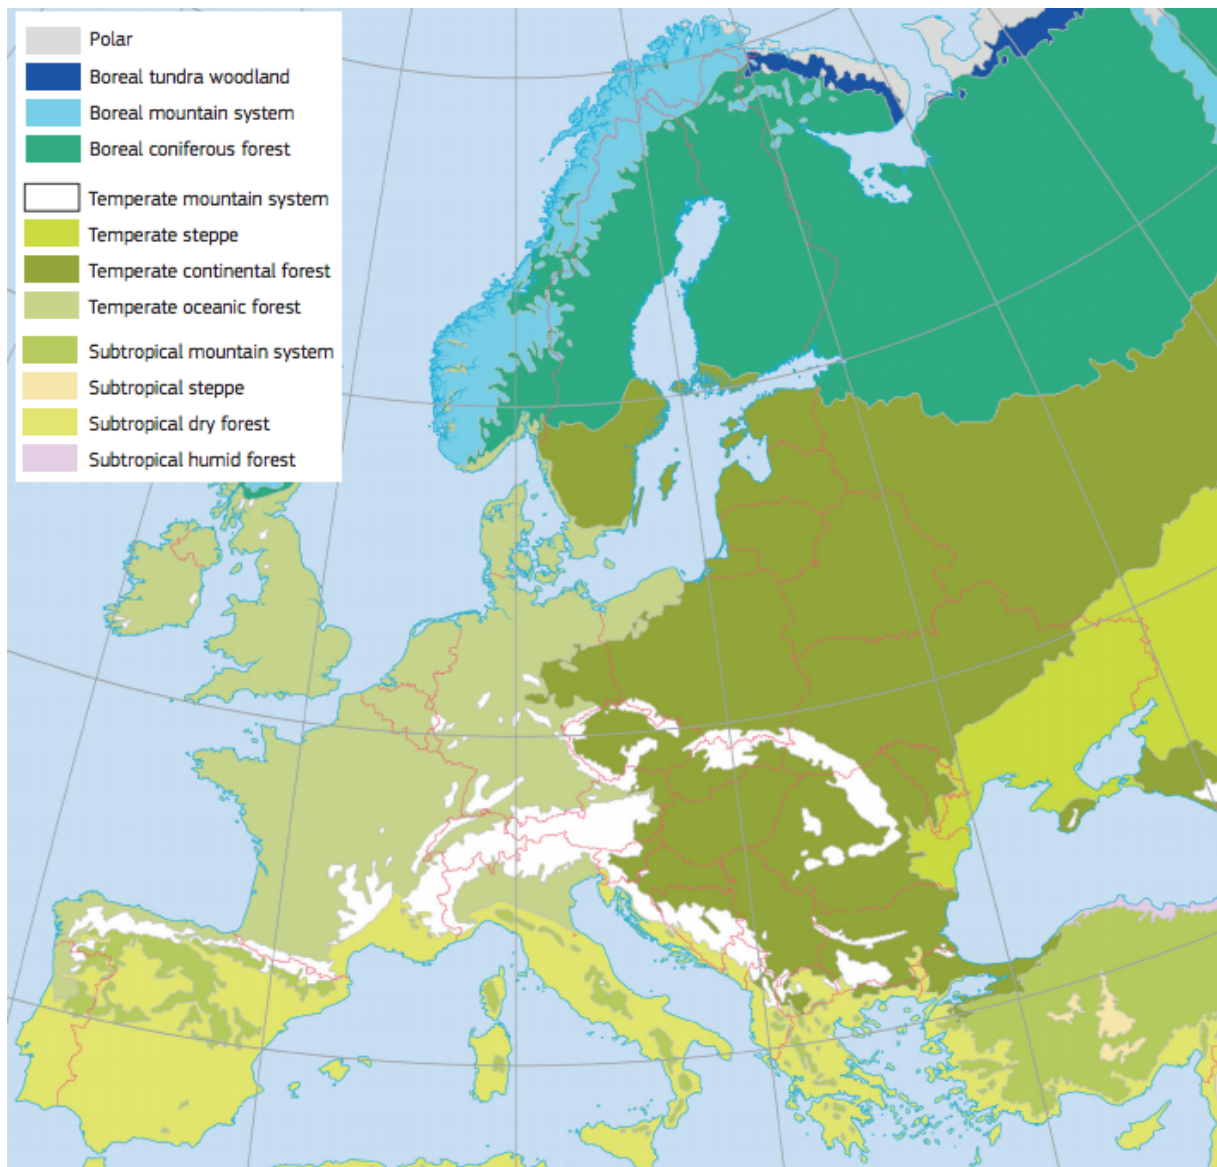 Polar
Boreal tundra woodland
Boreal mountain system
Boreal coniferous forest
Temperate mountain system
Temperate steppe
Temperate continental forest
Temperate oceanic forest
Subtropical mountain system
Subtropical steppe
Subtropical dry forest
Subtropical humid forest